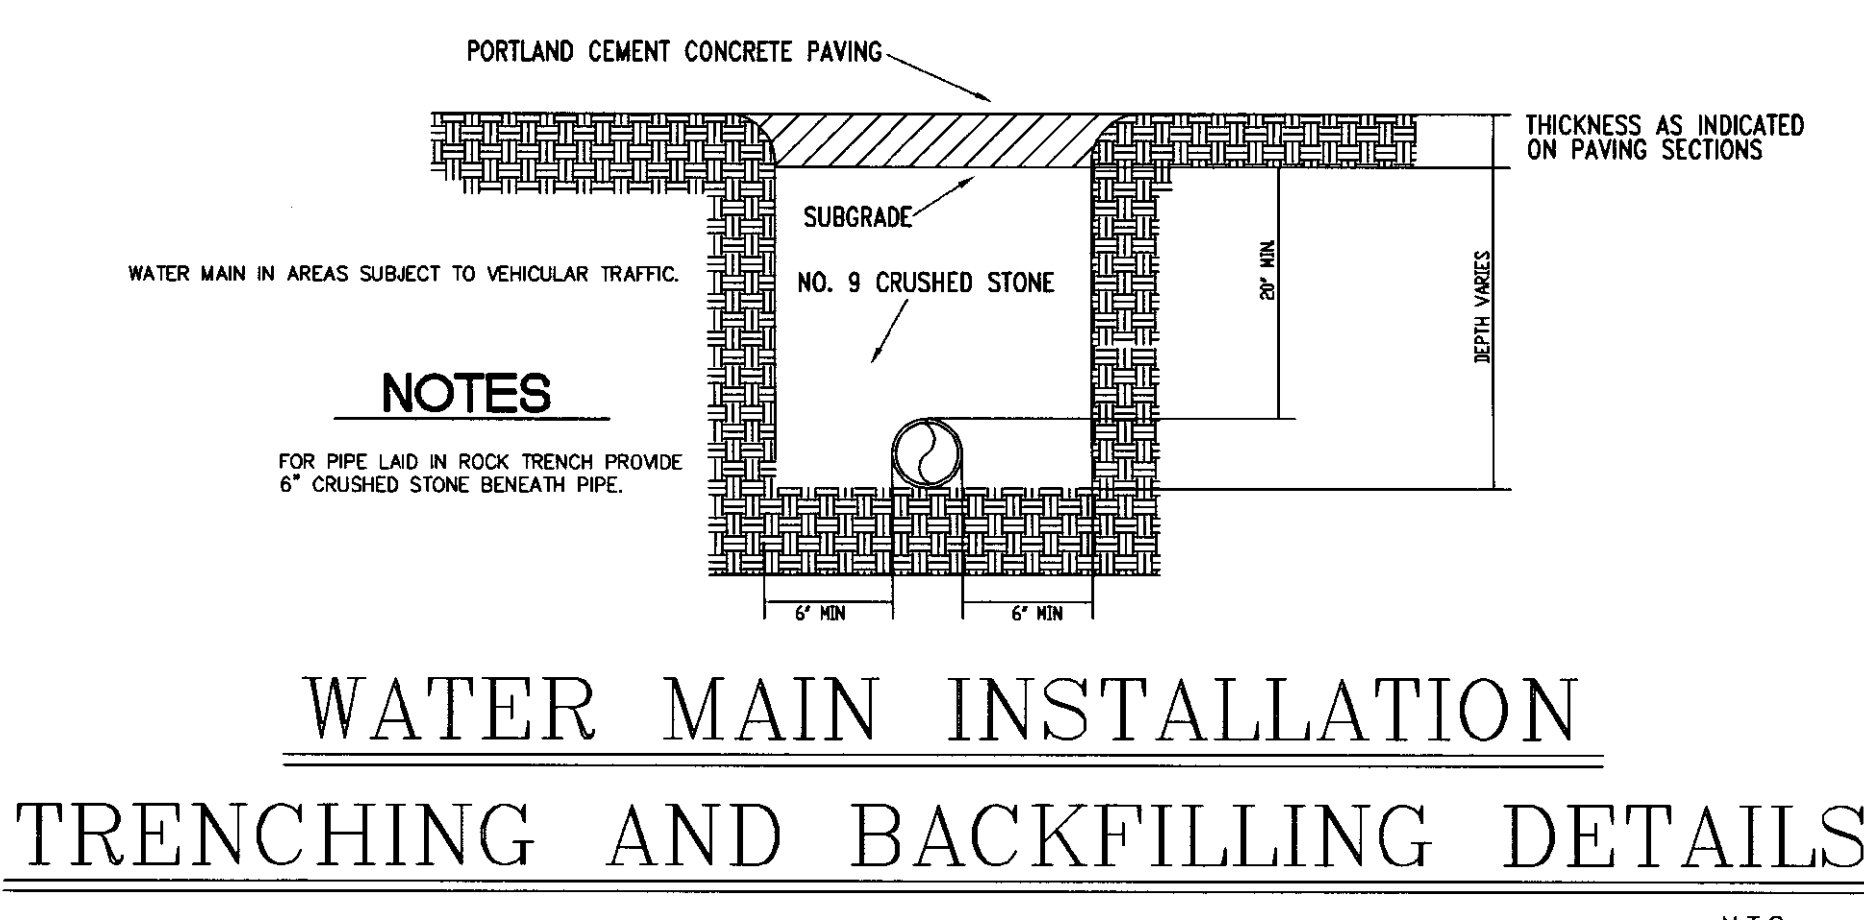 PORTLAND CEMENT CONCRETE PAVING
THICKNESS AS INDICATED
ON PAVING SECTIONS
SUBGRADE
WATER MAIN IN AREAS SUBJECT TO VEHICULAR TRAFFIC.
NO. 9 CRUSHED STONE
20" MIN.
DEPTH VARIES
NOTES
FOR PIPE LAID IN ROCK TRENCH PROVIDE
6" CRUSHED STONE BENEATH PIPE.
6" MIN
6" MIN
WATER MAIN INSTALLATION
TRENCHING AND BACKFILLING DETAILS